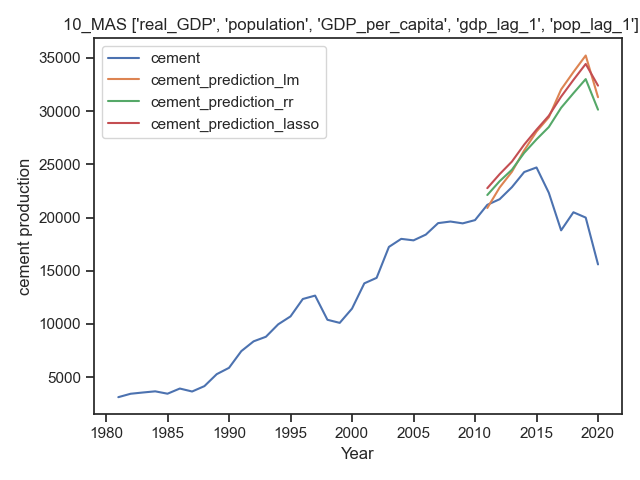 10_MAS ['real_GDP', 'population', 'GDP_per_capita', 'gdp_lag_1', 'pop_lag_1']
cement
cement_prediction_lm
cement_prediction_rr
cement_prediction_lasso
35000
30000
25000
20000
15000
10000
5000
cement production
1980 1985 1990 1995 2000 2005 2010 2015 2020
Year